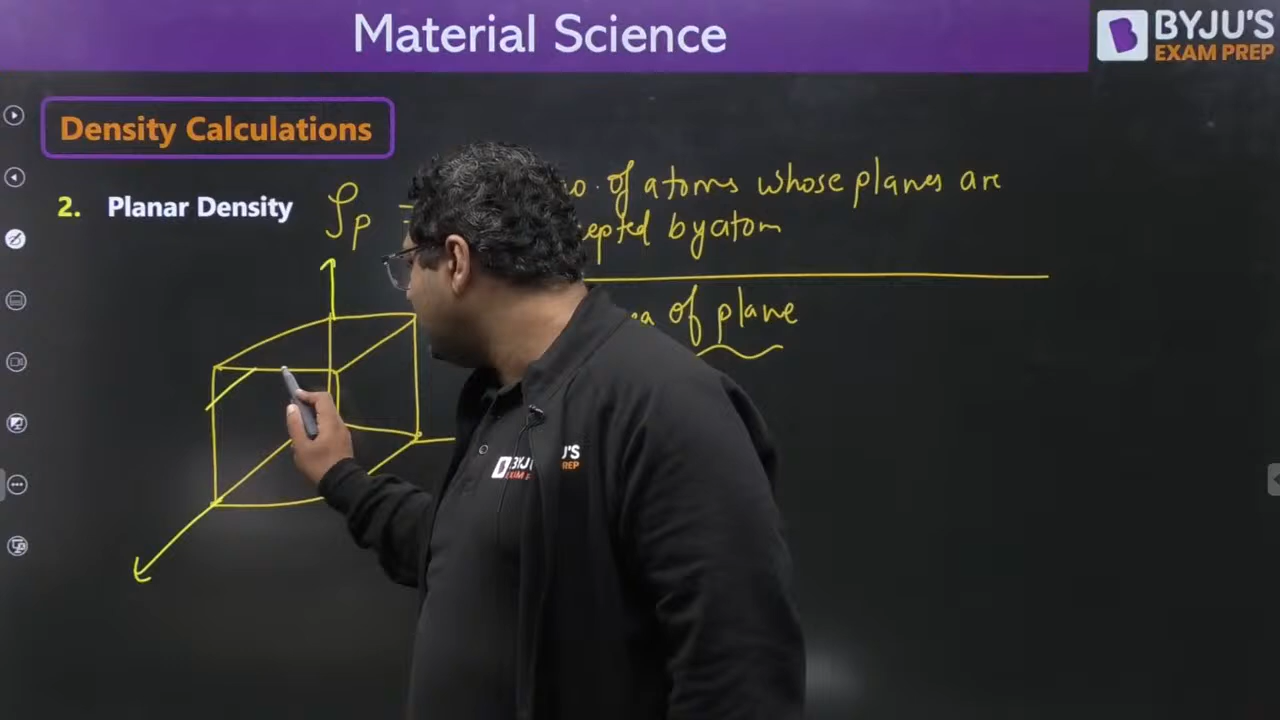 Material Science
BYJU'S
EXAM PREP
Density Calculations
2. Planar Density
ρp
of atoms whose planes are
by atom
of plane